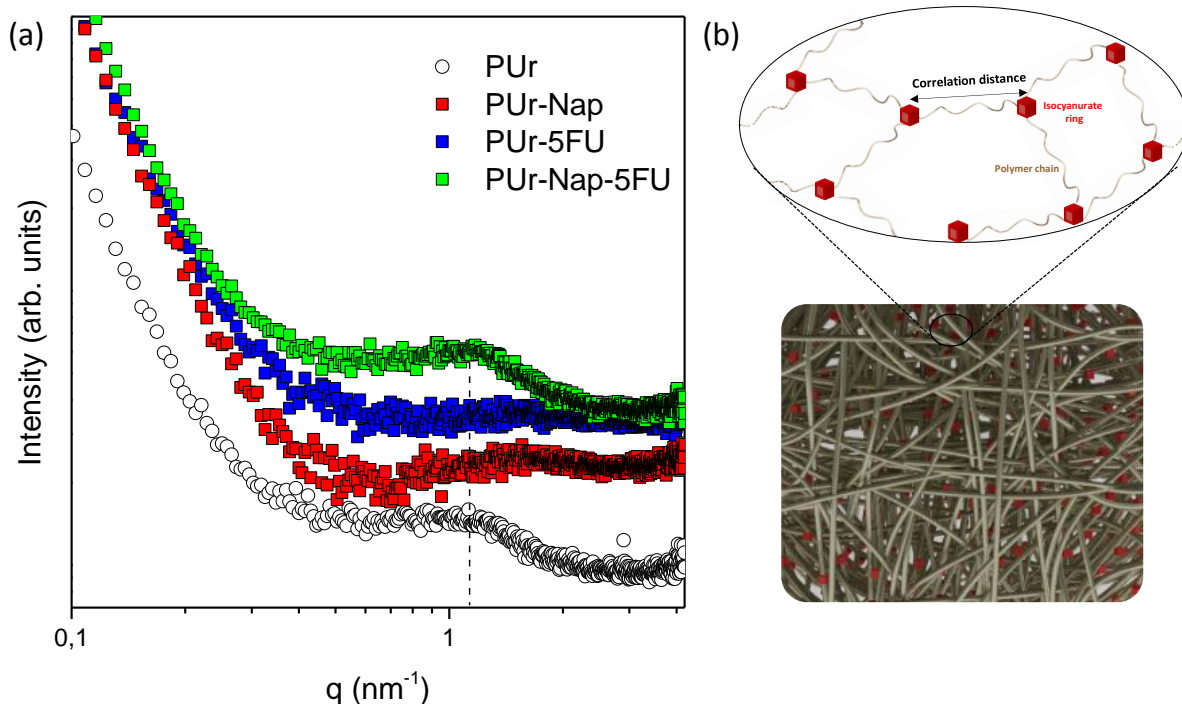 (a)
PUr
PUr-Nap
PUr-5FU
PUr-Nap-5FU
Intensity (arb. units)
0,1
1
q (nm⁻¹)
(b)
Correlation distance
Isocyanurate
ring
Polymer chain